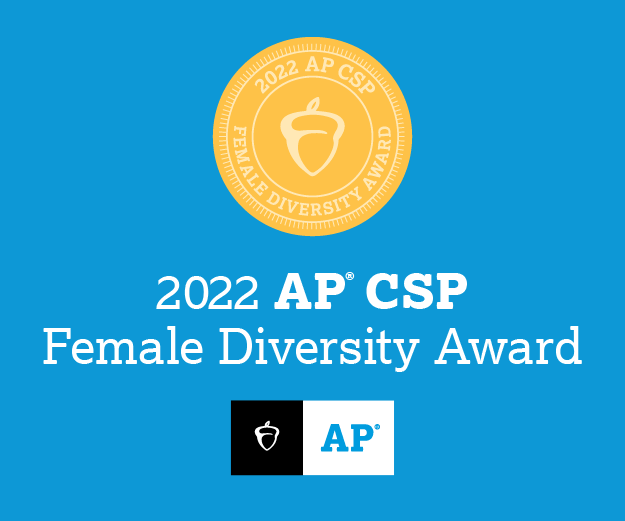 2022 AP CSP
FEMALE DIVERSITY AWARD
2022 AP® CSP
Female Diversity Award
AP®